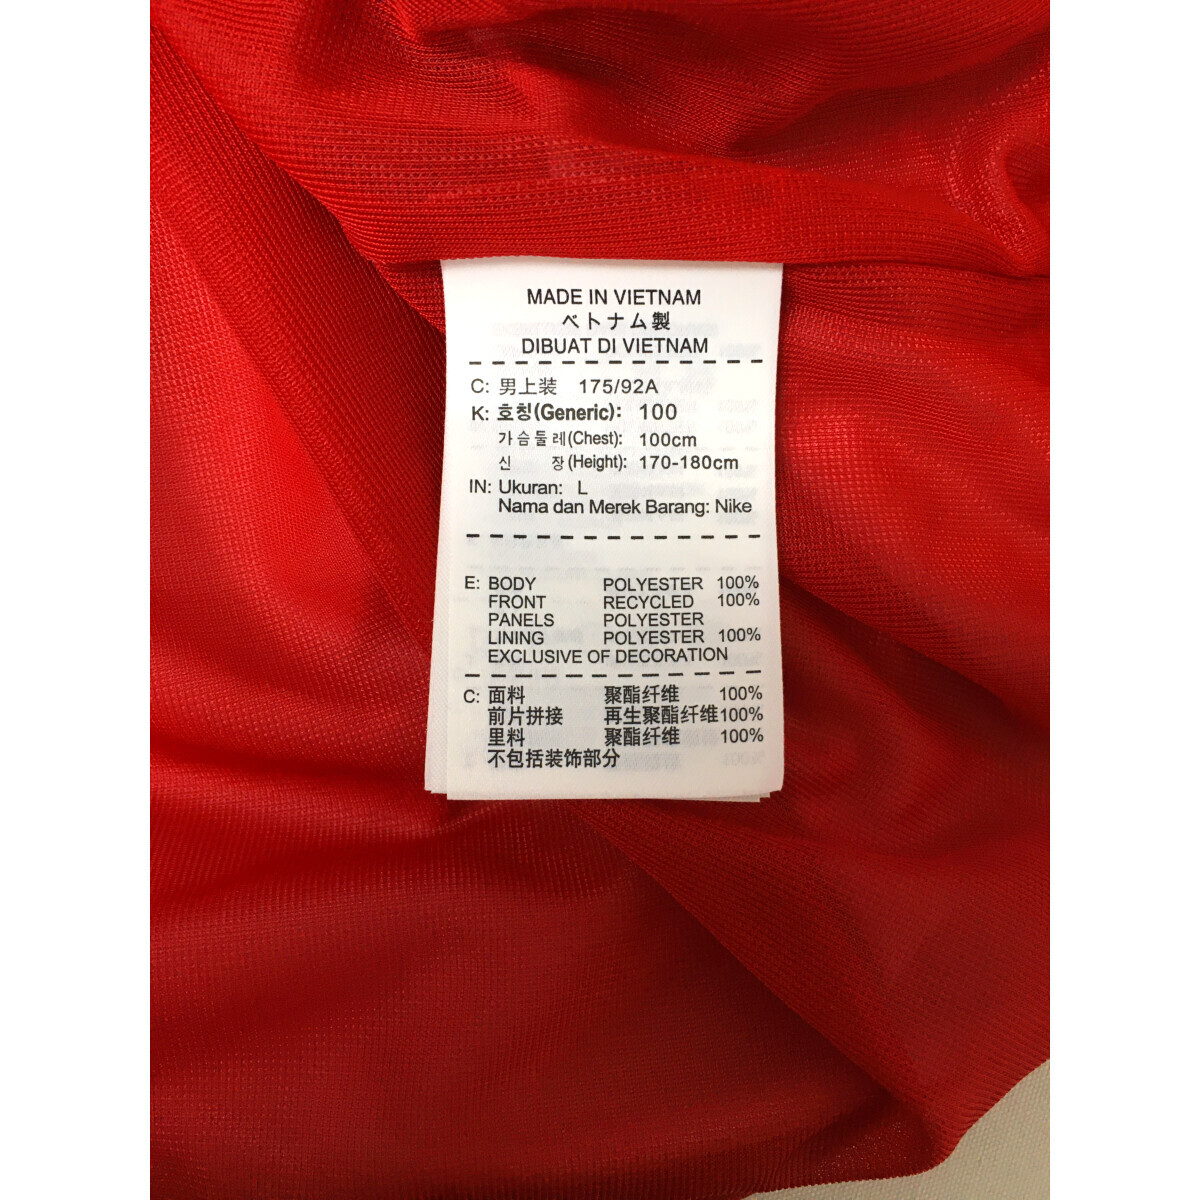 MADE IN VIETNAM
ベトナム製
DIBUAT DI VIETNAM
C: 男上装 175/92A
K: 호칭(Generic): 100
가슴둘레(Chest): 100cm
신 장(Height): 170-180cm
IN: Ukuran: L
Nama dan Merek Barang: Nike
E: BODY POLYESTER 100%
FRONT RECYCLED 100%
PANELS POLYESTER
LINING POLYESTER 100%
EXCLUSIVE OF DECORATION
C: 面料 聚酯纤维 100%
前片拼接 再生聚酯纤维100%
里料 聚酯纤维 100%
不包括装饰部分